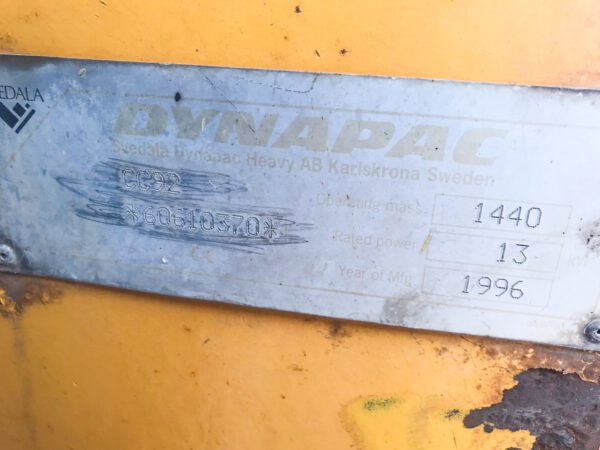 EDALA
DYNAPAC
Svedala Dynapac Heavy AB Karlskrona Sweden
CC92
*60610370*
Operating mass 1440
Rated power 13
Year of Mfg 1996